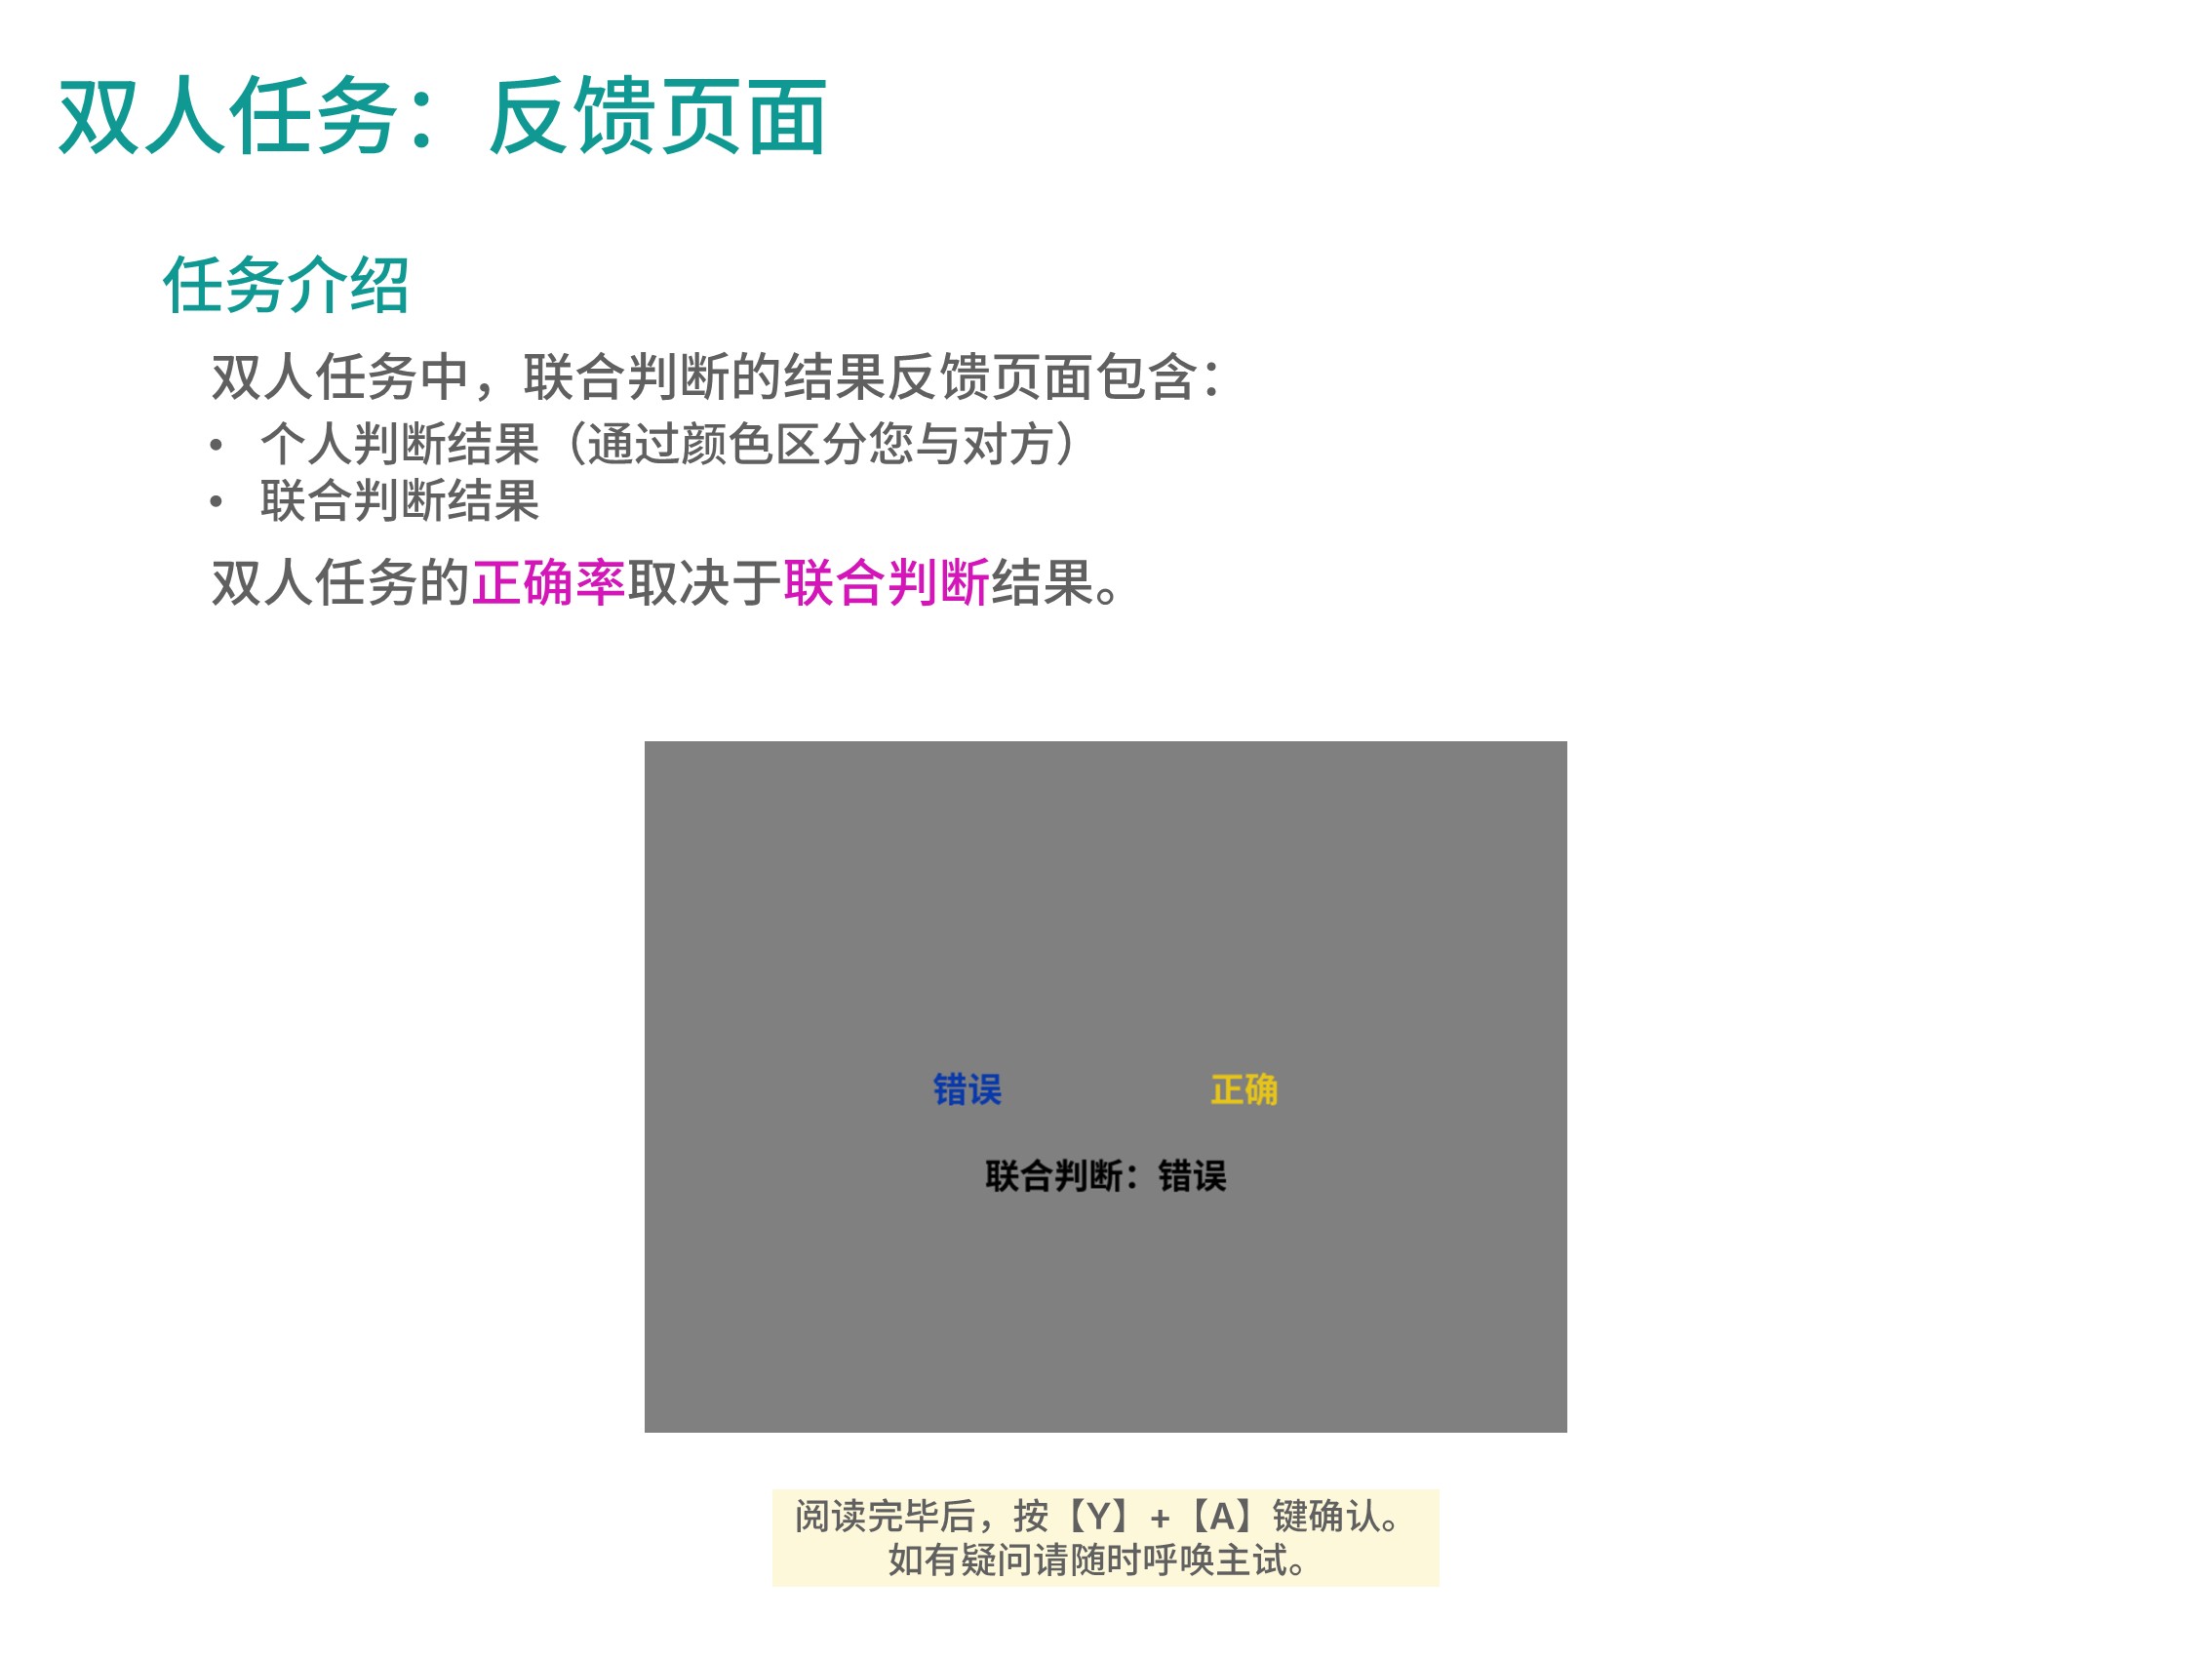 双人任务：反馈页面
任务介绍
双人任务中，联合判断的结果反馈页面包含：
• 个人判断结果（通过颜色区分您与对方）
• 联合判断结果
双人任务的正确率取决于联合判断结果。
错误 正确
联合判断：错误
阅读完毕后，按【Y】+【A】键确认。
如有疑问请随时呼唤主试。